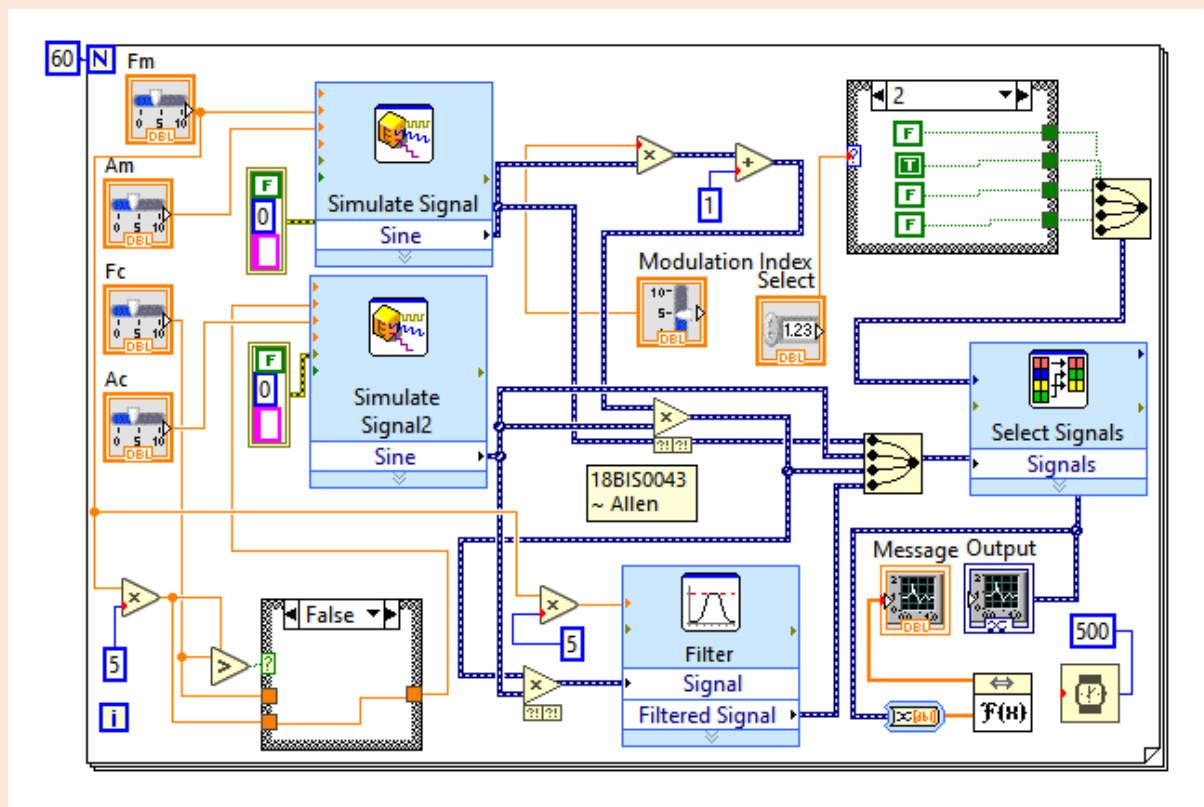 60 N
Fm
0 5 10
DBL
Am
0 5 10
DBL
Fc
0 5 10
DBL
Ac
0 5 10
DBL
F
0
Simulate Signal
Sine
F
0
Simulate
Signal2
Sine
×
+
1
Modulation Index
10
5
DBL
Select
1.23
DBL
2
?
F
T
F
F
×
?! ?!
18BIS0043
~ Allen
Select Signals
Signals
×
5
>
False
?
i
×
5
×
?! ?!
Filter
Signal
Filtered Signal
Message
DBL
Output
500
F(x)